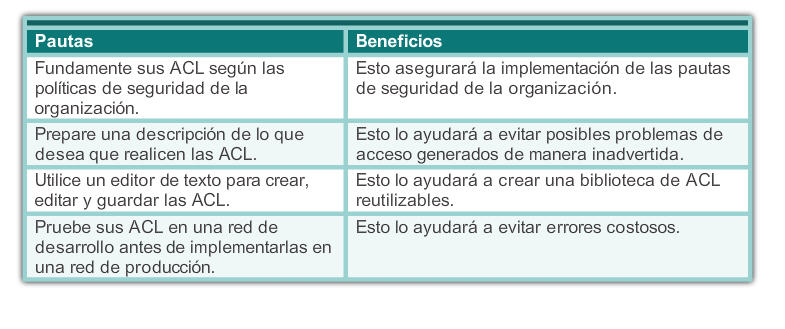 Pautas
Beneficios
Fundamente sus ACL según las
políticas de seguridad de la
organización.
Esto asegurará la implementación de las pautas
de seguridad de la organización.
Prepare una descripción de lo que
desea que realicen las ACL.
Esto lo ayudará a evitar posibles problemas de
acceso generados de manera inadvertida.
Utilice un editor de texto para crear,
editar y guardar las ACL.
Esto lo ayudará a crear una biblioteca de ACL
reutilizables.
Pruebe sus ACL en una red de
desarrollo antes de implementarlas en
una red de producción.
Esto lo ayudará a evitar errores costosos.